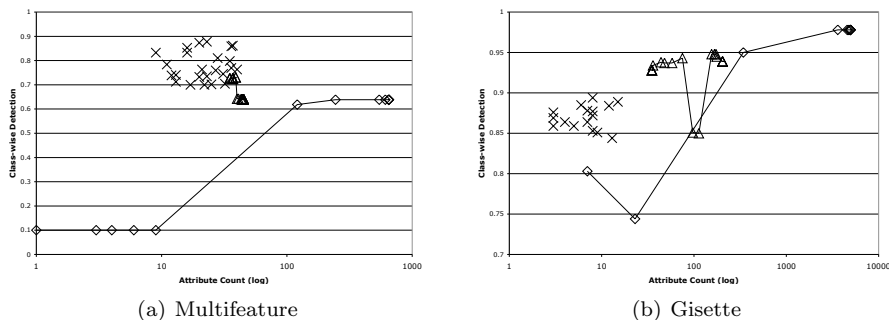 1
0.9
0.8
0.7
0.6
0.5
0.4
0.3
0.2
0.1
0
Class-wise Detection
1 10 100 1000
Attribute Count (log)
(a) Multifeature
1
0.95
0.9
0.85
0.8
0.75
0.7
Class-wise Detection
1 10 100 1000 10000
Attribute Count (log)
(b) Gisette